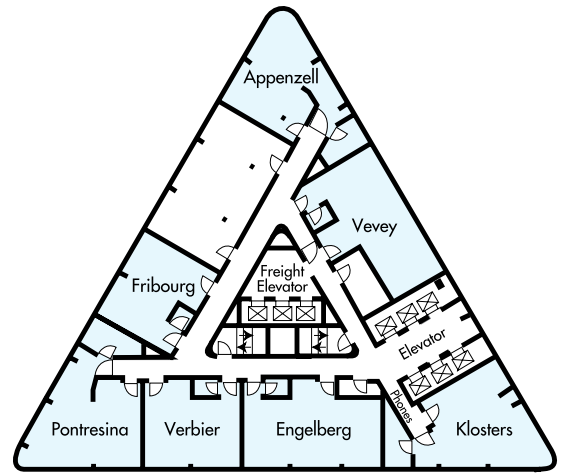 Appenzell
Vevey
Freight
Elevator
Fribourg
Elevator
Phones
Pontresina
Verbier
Engelberg
Klosters